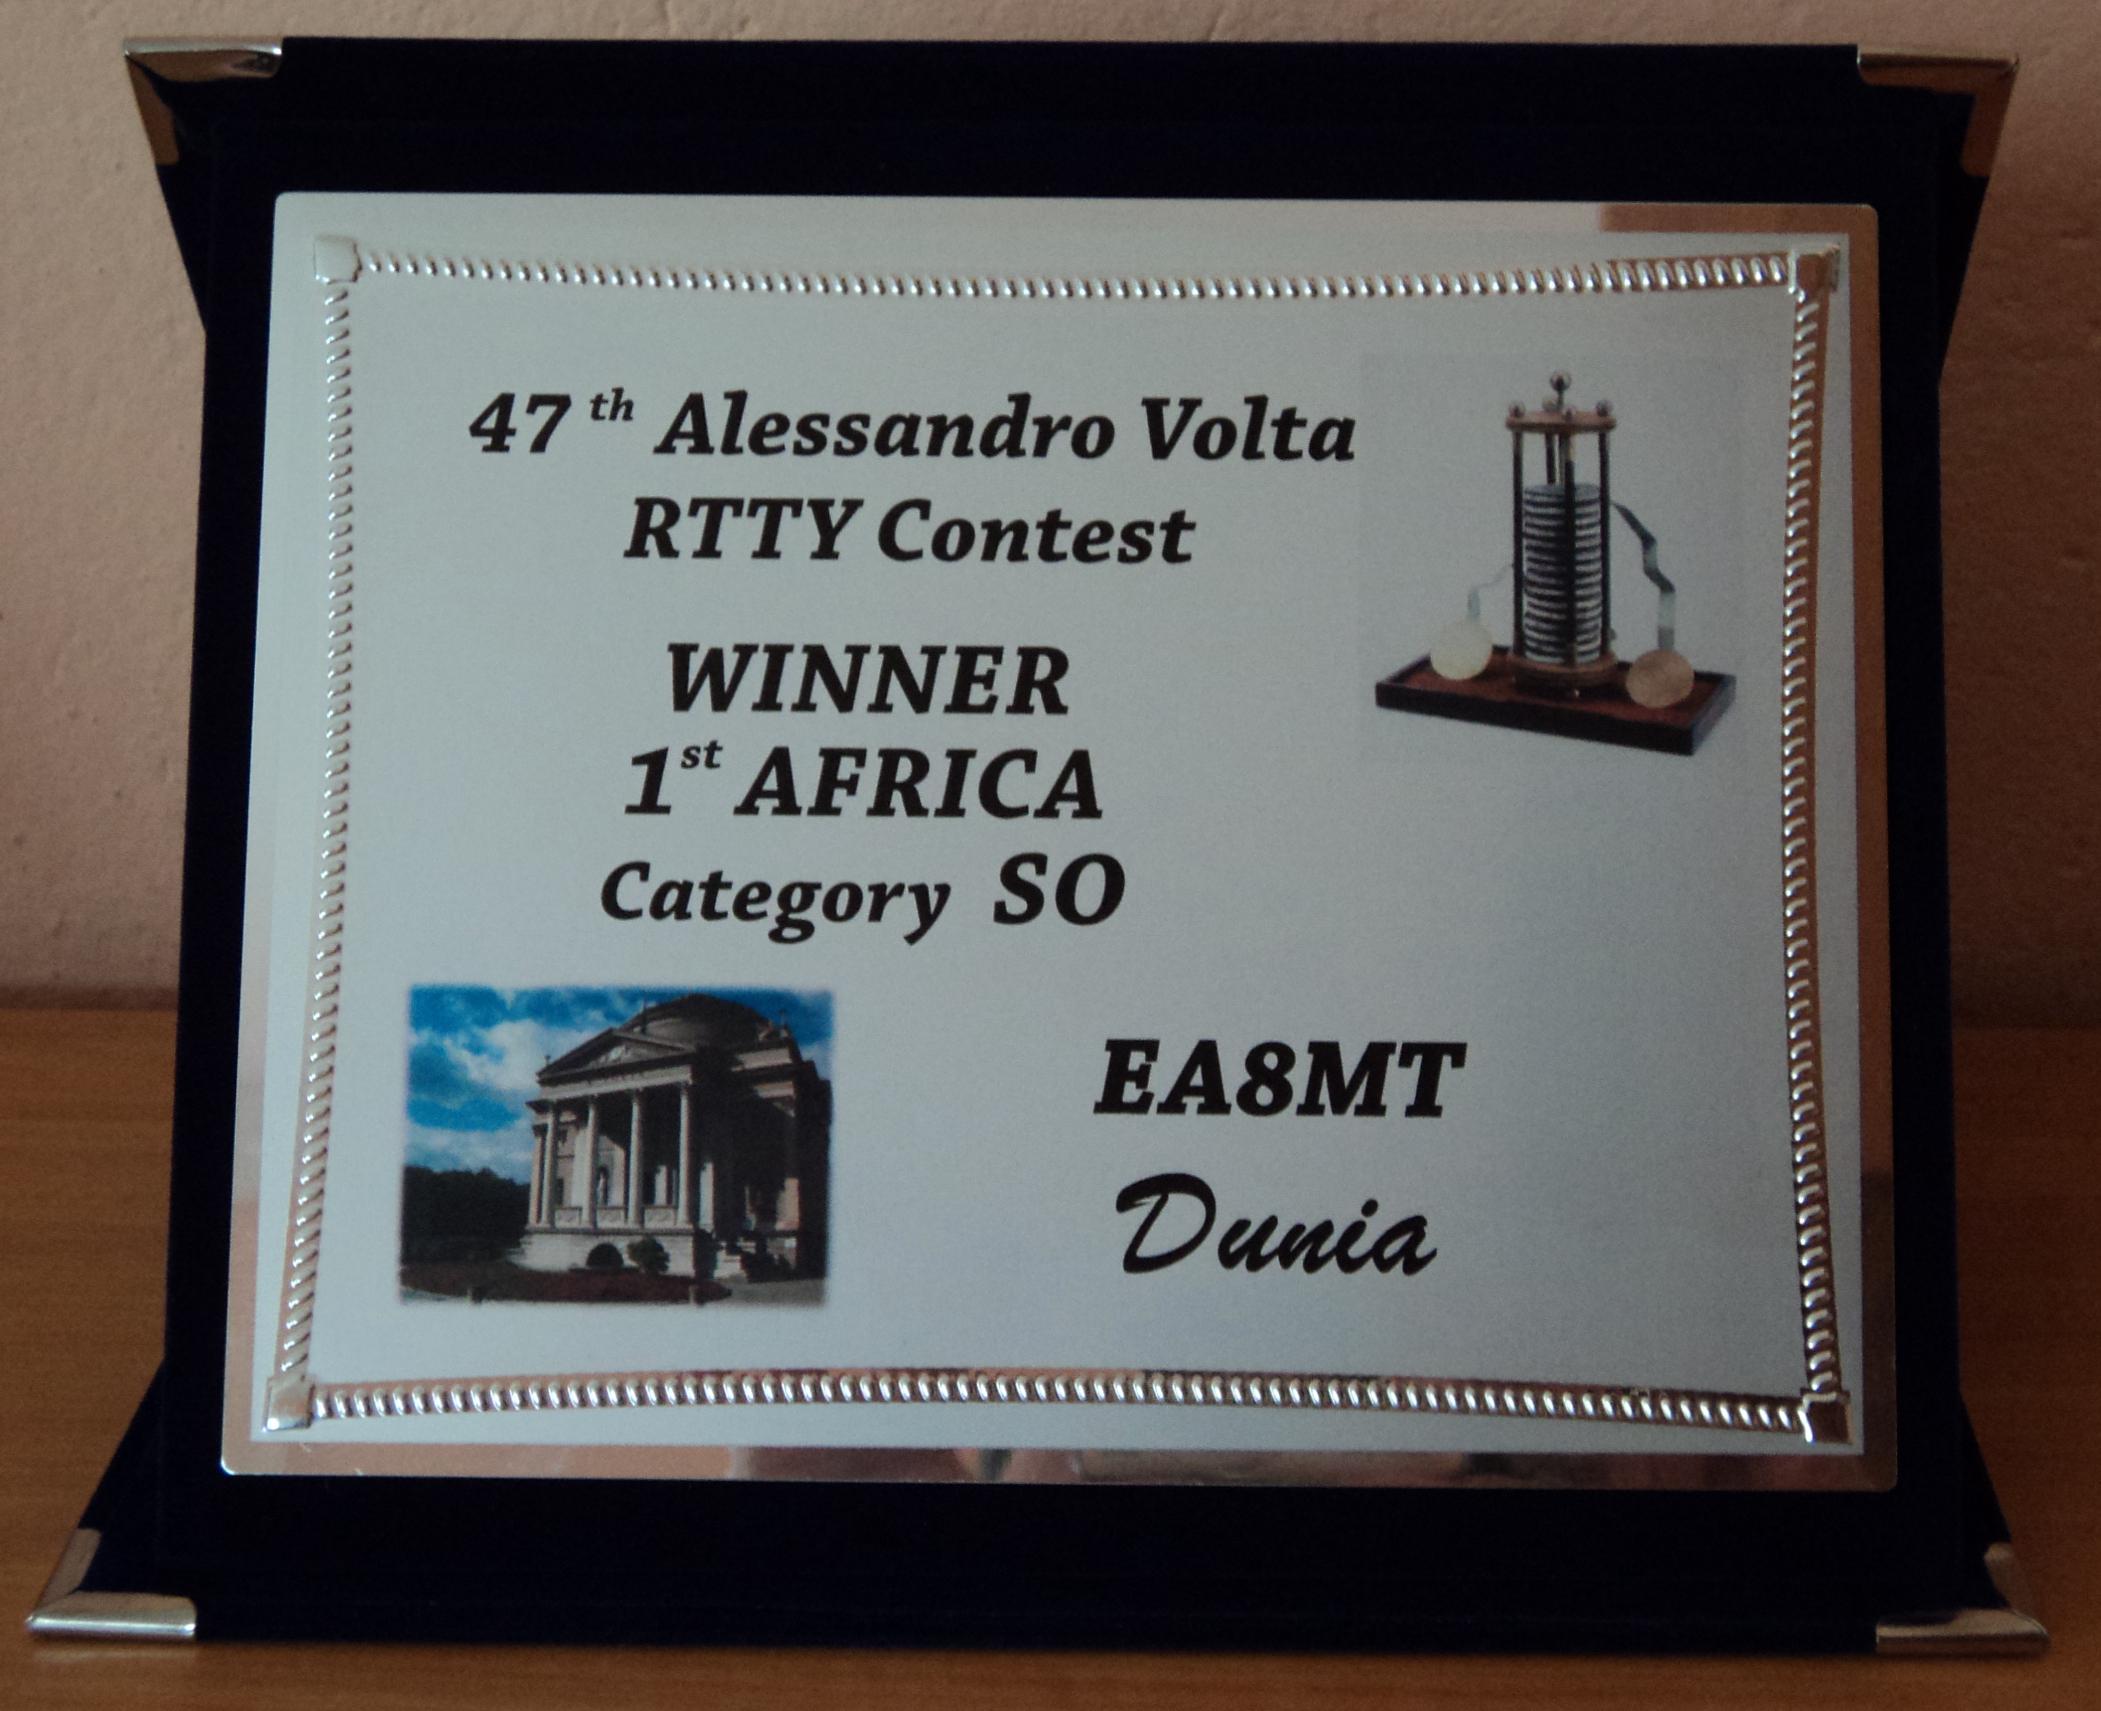 47th Alessandro Volta
RTTY Contest
WINNER
1st AFRICA
Category SO
EA8MT
Dunia